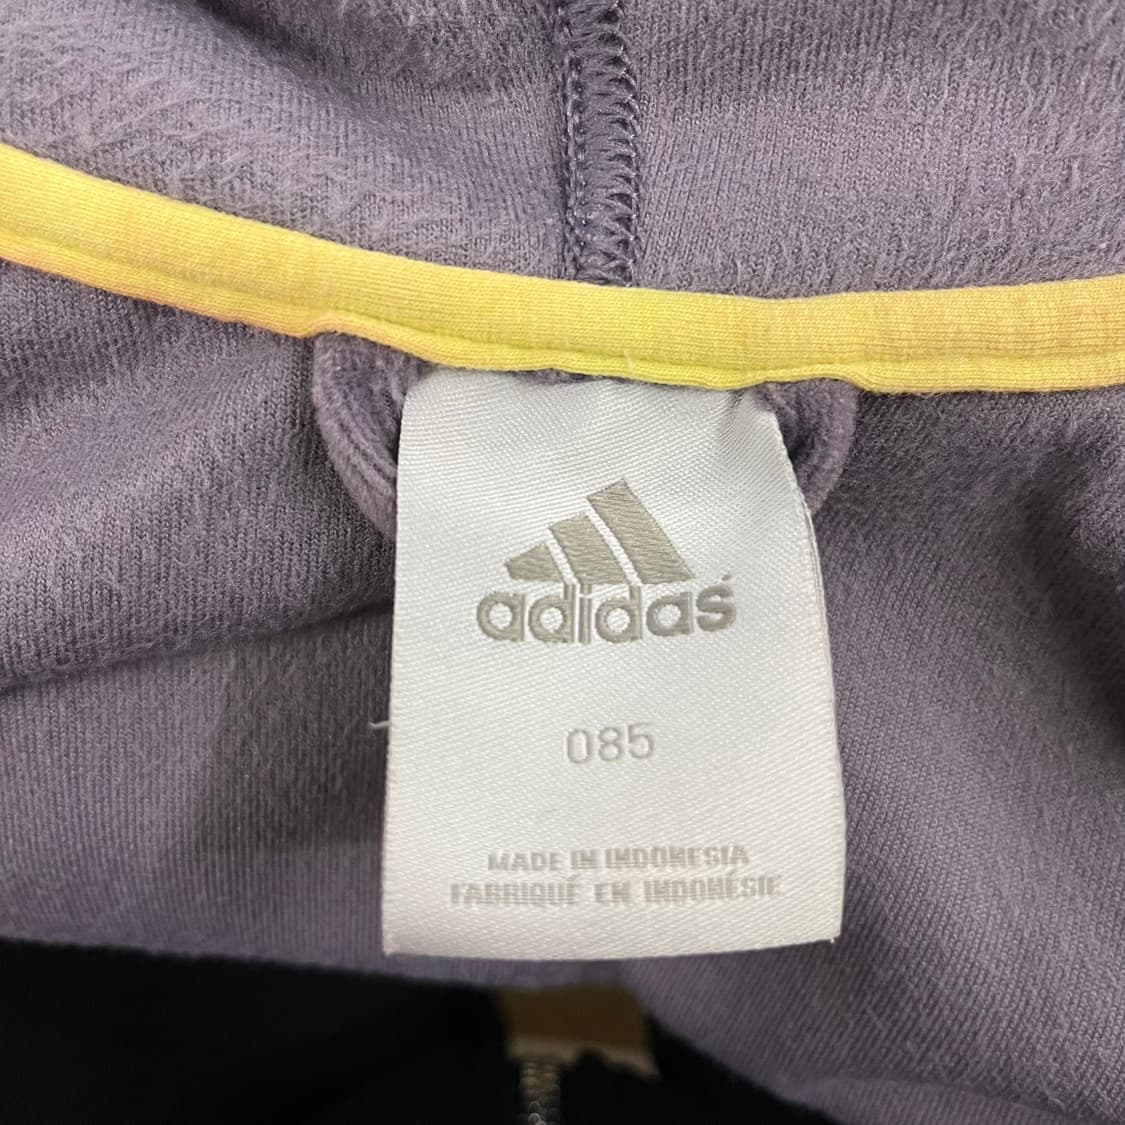 adidas
085
MADE IN INDONESIA
FABRIQUÉ EN INDONÉSIE